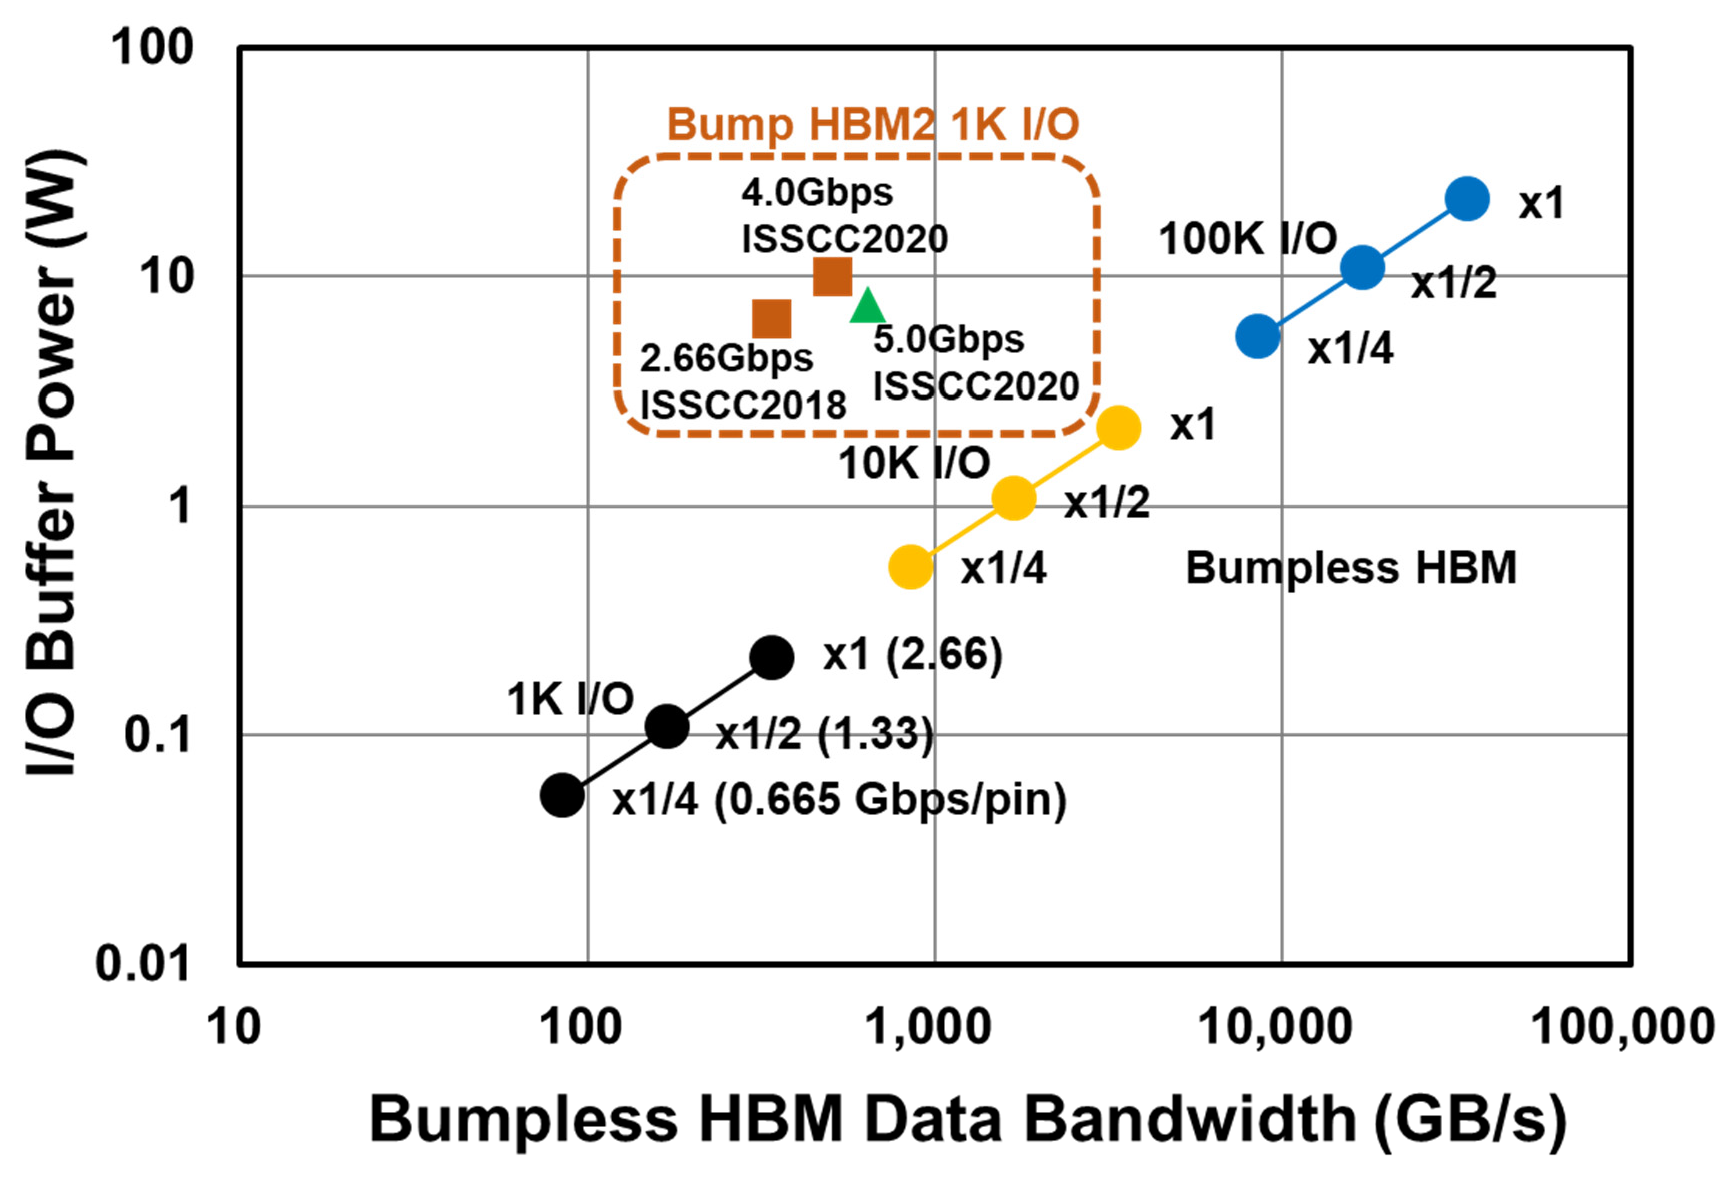 100
10
1
0.1
0.01
I/O Buffer Power (W)
Bump HBM2 1K I/O
4.0Gbps
ISSCC2020
2.66Gbps
ISSCC2018
5.0Gbps
ISSCC2020
100K I/O
x1
x1/2
x1/4
10K I/O
x1
x1/2
x1/4
Bumpless HBM
1K I/O
x1 (2.66)
x1/2 (1.33)
x1/4 (0.665 Gbps/pin)
10
100
1,000
10,000
100,000
Bumpless HBM Data Bandwidth (GB/s)